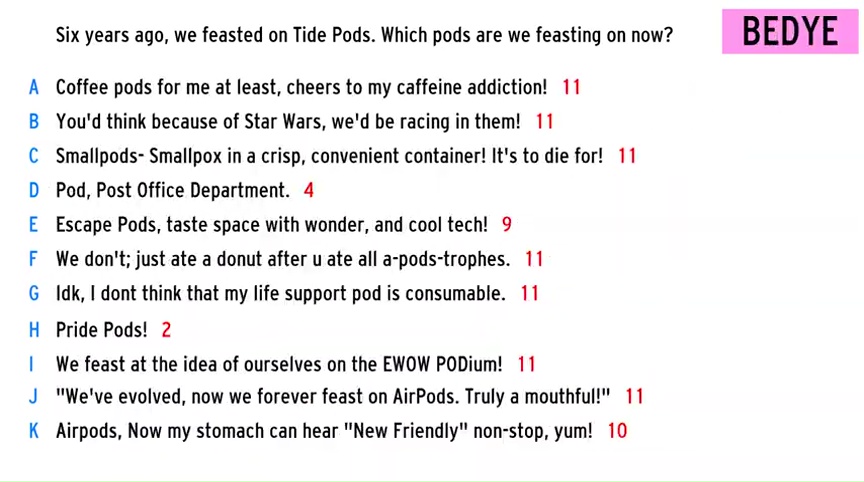 Six years ago, we feasted on Tide Pods. Which pods are we feasting on now?
BEDYE
A Coffee pods for me at least, cheers to my caffeine addiction! 11
B You'd think because of Star Wars, we'd be racing in them! 11
C Smallpods- Smallpox in a crisp, convenient container! It's to die for! 11
D Pod, Post Office Department. 4
E Escape Pods, taste space with wonder, and cool tech! 9
F We don't; just ate a donut after u ate all a-pods-trophes. 11
G Idk, I dont think that my life support pod is consumable. 11
H Pride Pods! 2
I We feast at the idea of ourselves on the EWOW PODium! 11
J "We've evolved, now we forever feast on AirPods. Truly a mouthful!" 11
K Airpods, Now my stomach can hear "New Friendly" non-stop, yum! 10